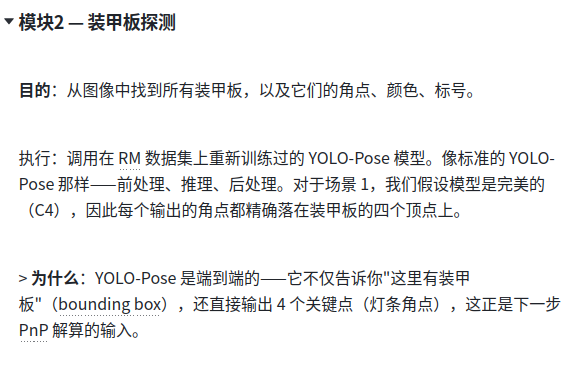 模块2 — 装甲板探测
目的：从图像中找到所有装甲板，以及它们的角点、颜色、标号。
执行：调用在 RM 数据集上重新训练过的 YOLO-Pose 模型。像标准的 YOLO-
Pose 那样——前处理、推理、后处理。对于场景 1，我们假设模型是完美的
（C4），因此每个输出的角点都精确落在装甲板的四个顶点上。
> 为什么：YOLO-Pose 是端到端的——它不仅告诉你"这里有装甲
板"（bounding box），还直接输出 4 个关键点（灯条角点），这正是下一步
PnP 解算的输入。